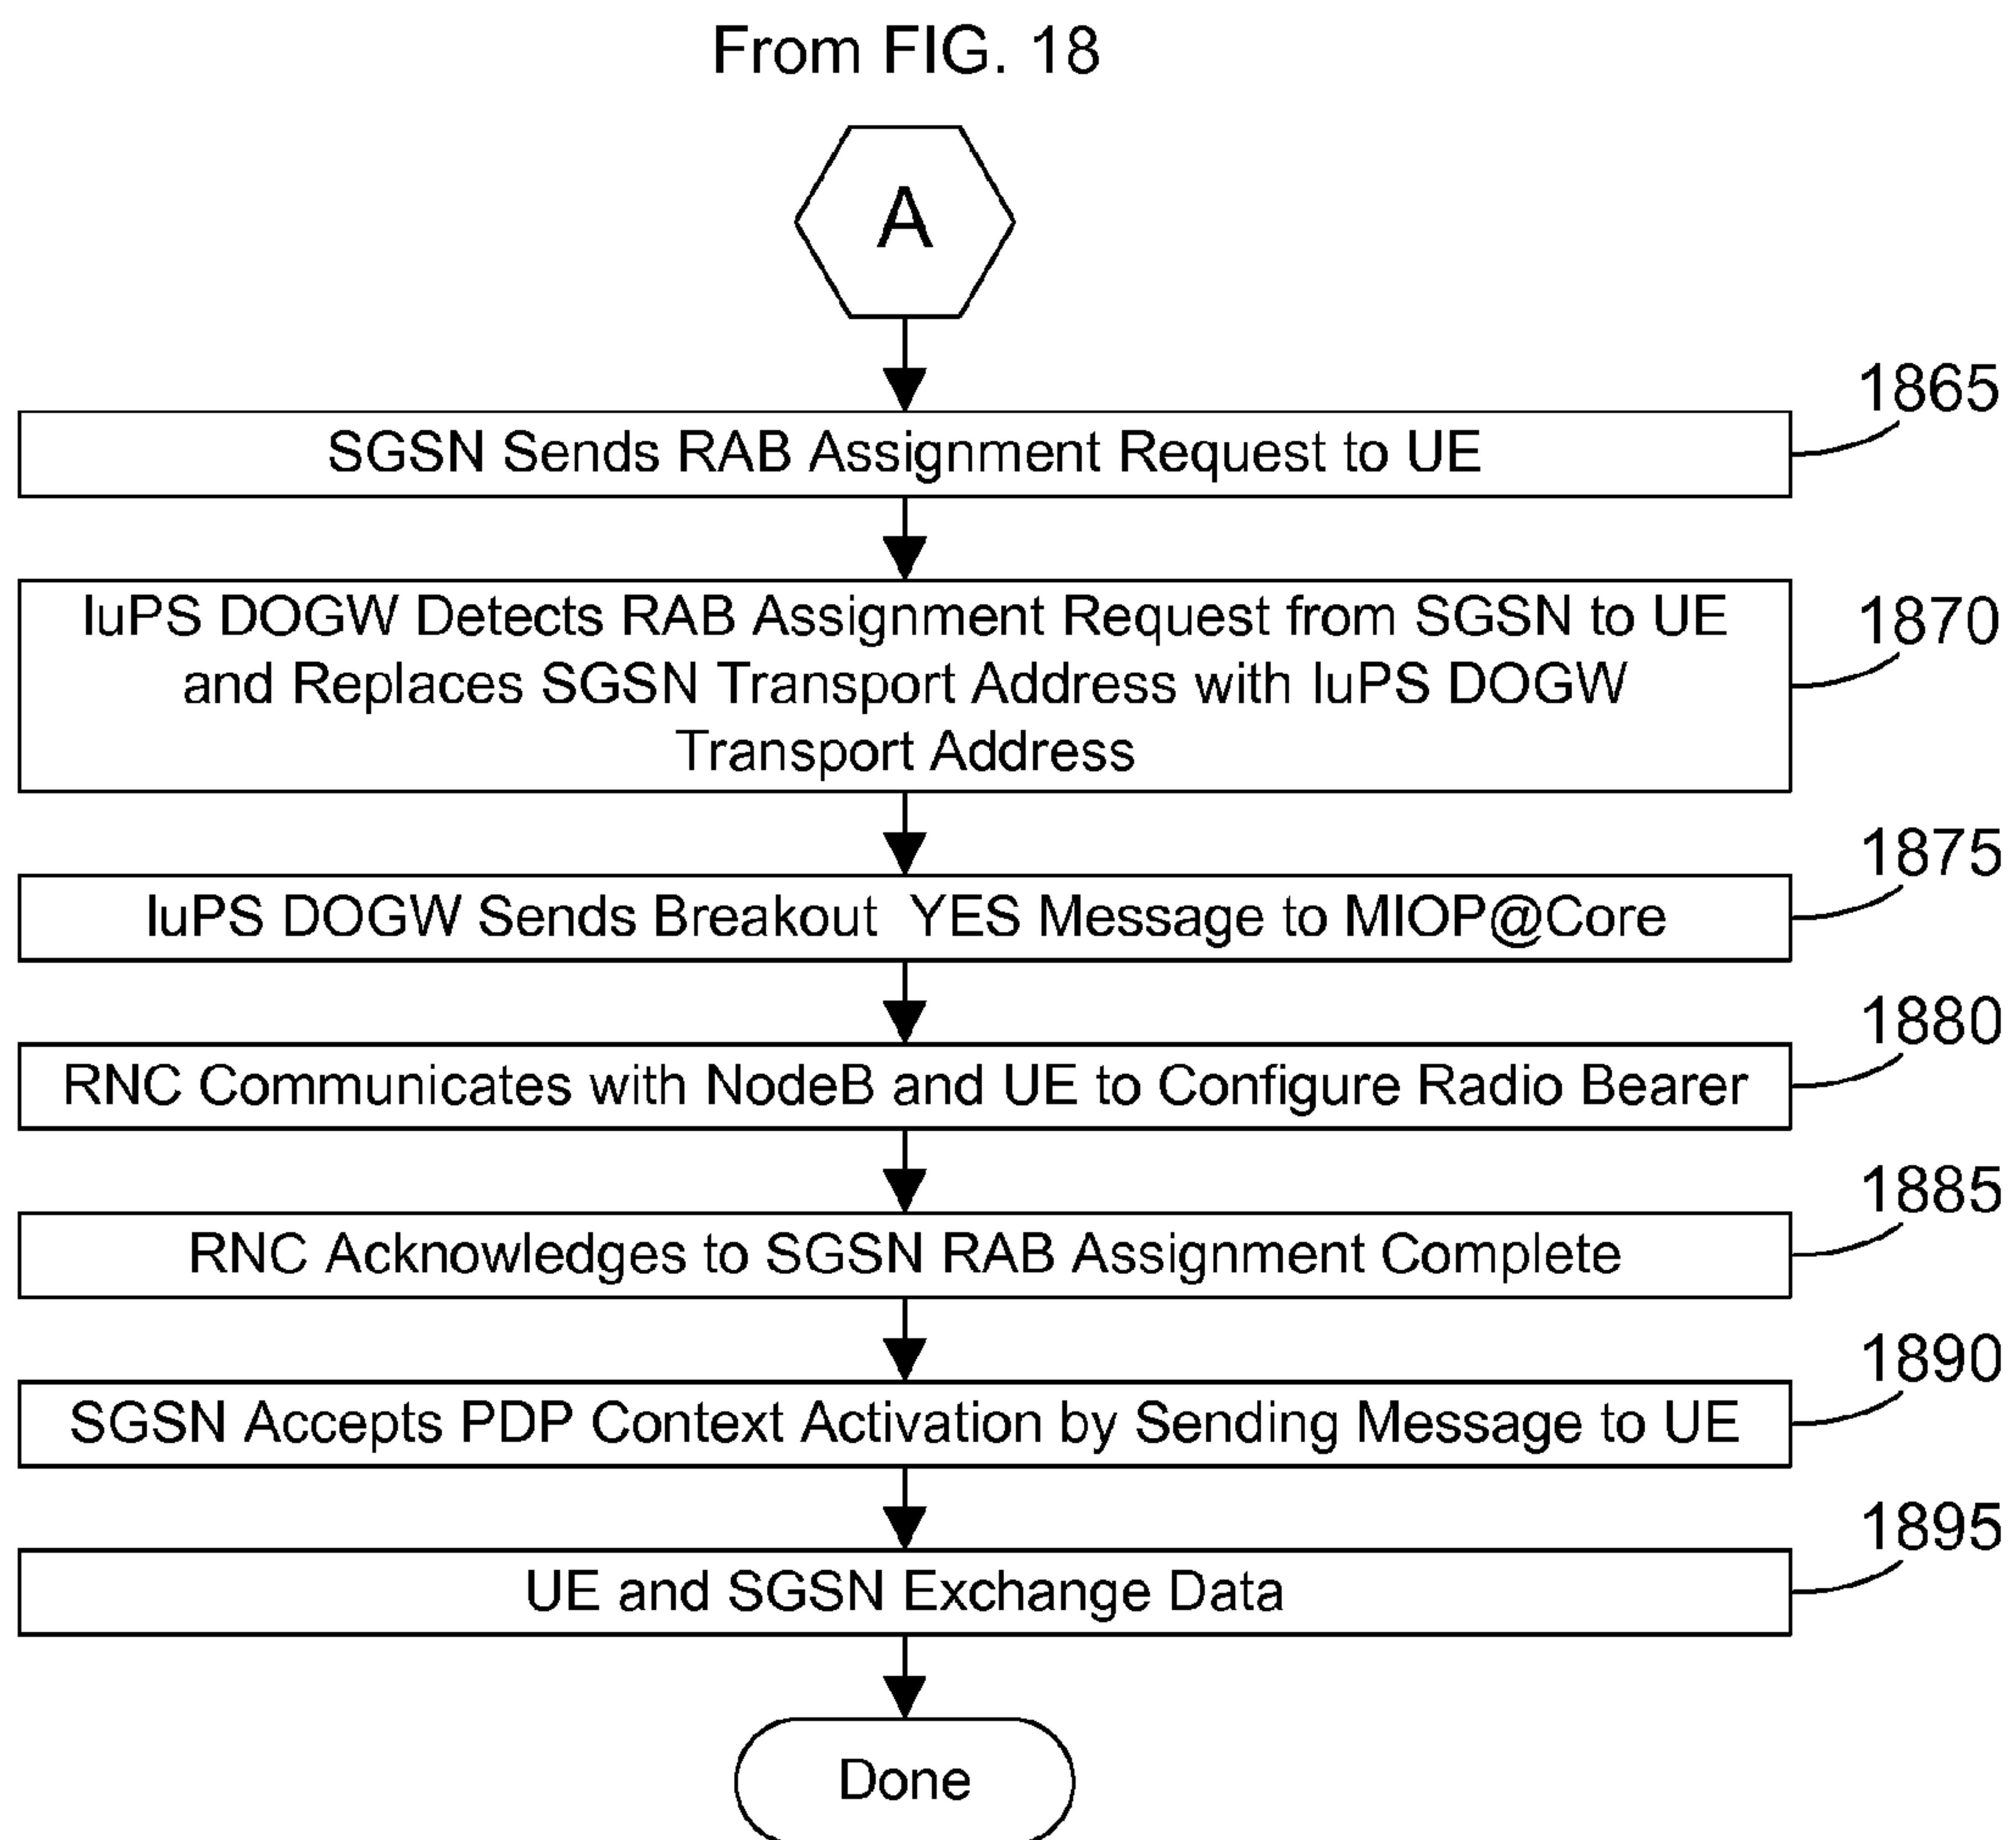 From FIG. 18
A
1865
SGSN Sends RAB Assignment Request to UE
1870
IuPS DOGW Detects RAB Assignment Request from SGSN to UE
and Replaces SGSN Transport Address with IuPS DOGW
Transport Address
1875
IuPS DOGW Sends Breakout YES Message to MIOP@Core
1880
RNC Communicates with NodeB and UE to Configure Radio Bearer
1885
RNC Acknowledges to SGSN RAB Assignment Complete
1890
SGSN Accepts PDP Context Activation by Sending Message to UE
1895
UE and SGSN Exchange Data
Done